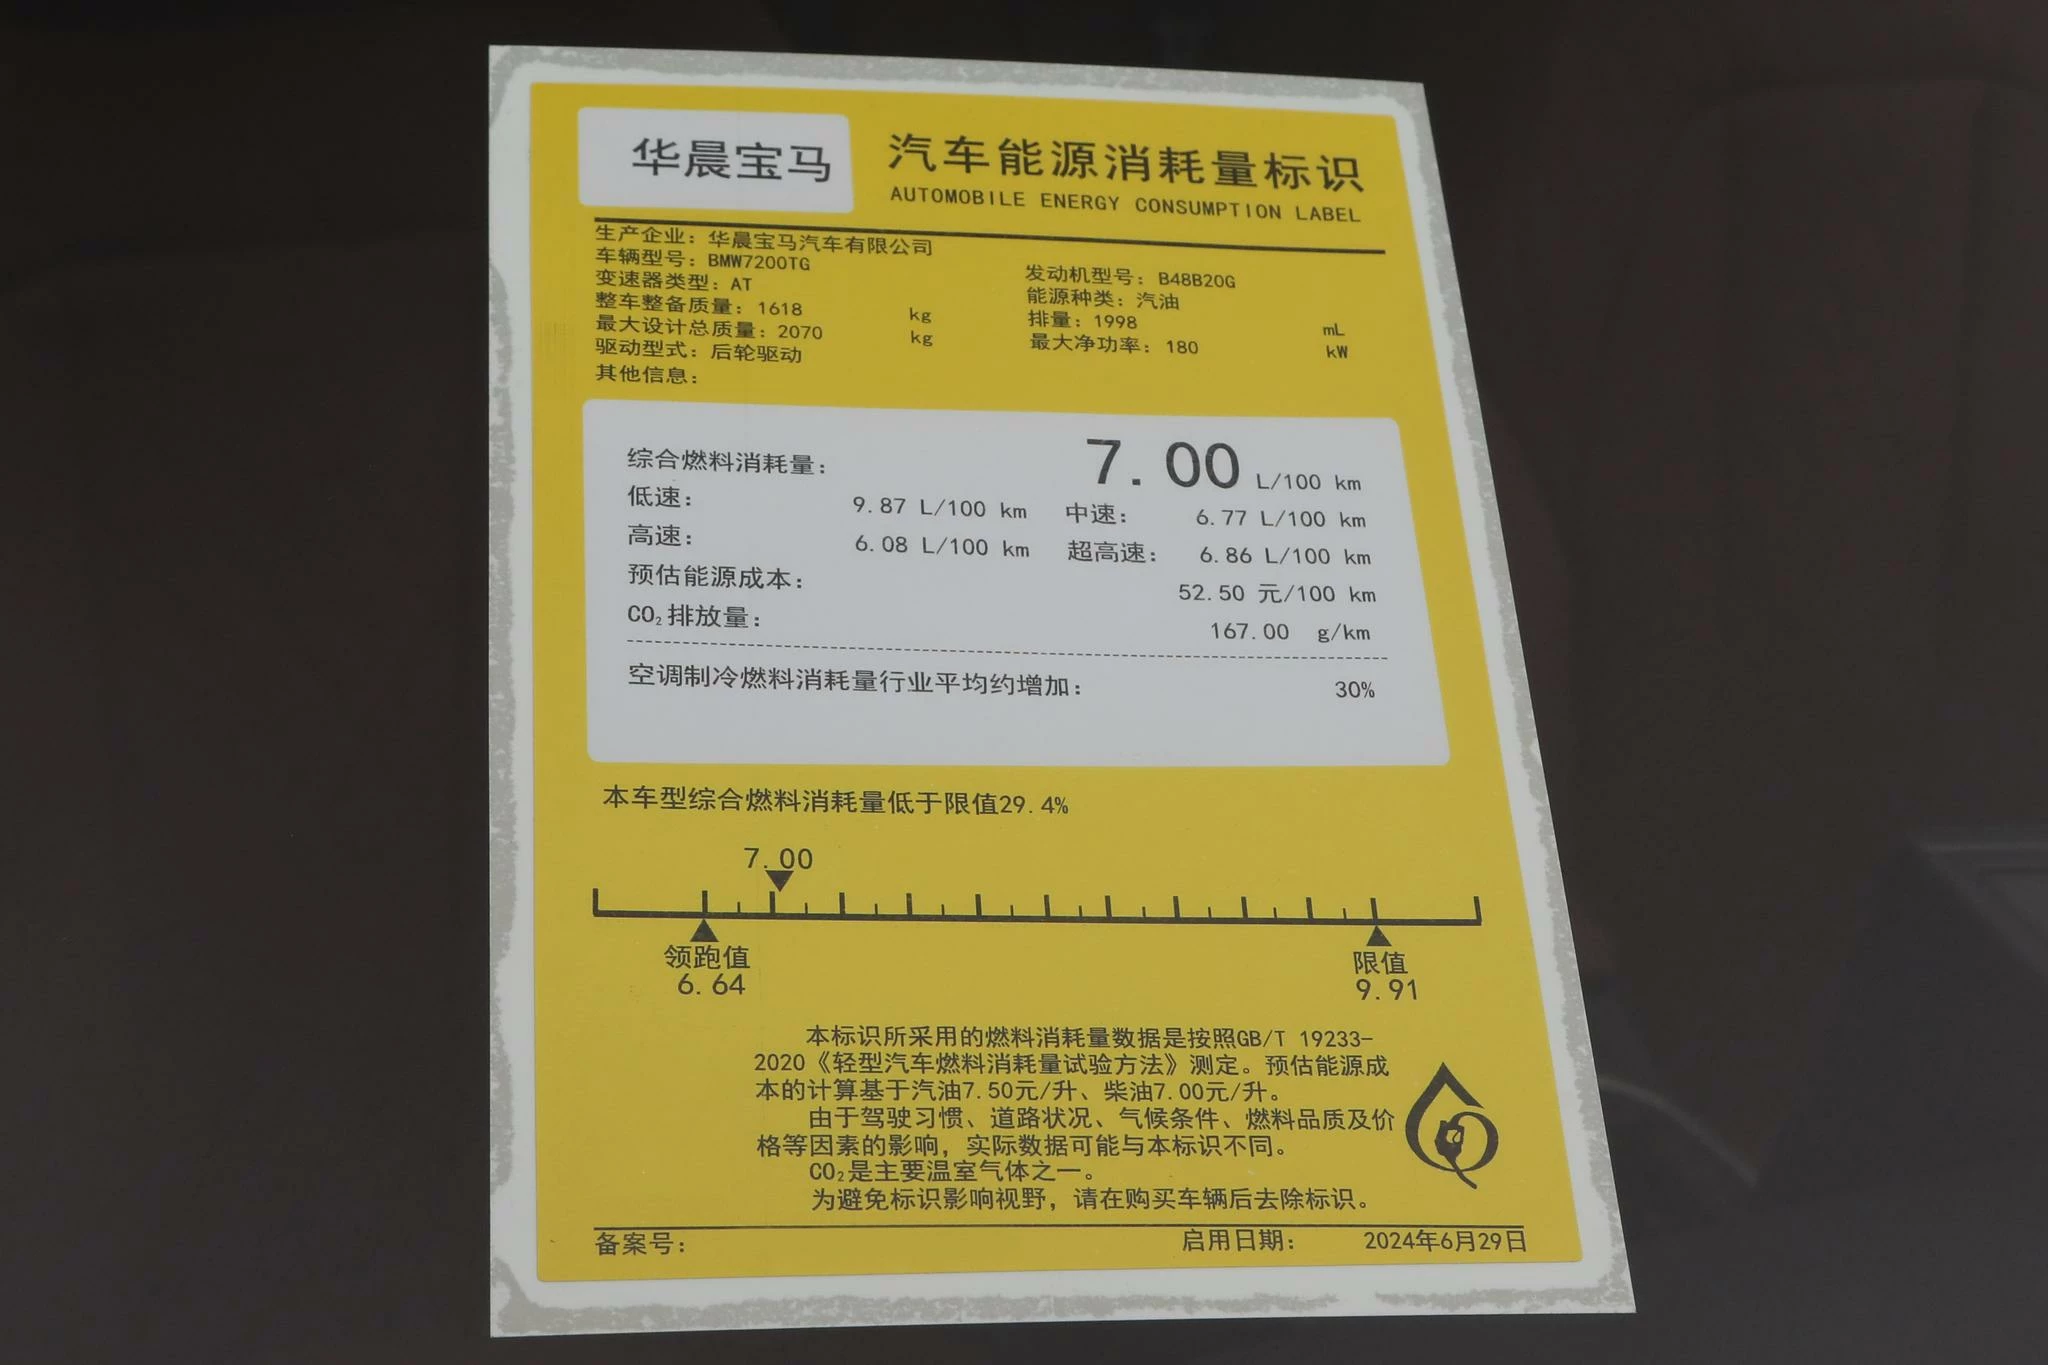 华晨宝马
汽车能源消耗量标识
AUTOMOBILE ENERGY CONSUMPTION LABEL
生产企业：华晨宝马汽车有限公司
车辆型号：BMW7200TG
发动机型号：B48B20G
变速器类型：AT
能源种类：汽油
整车整备质量：1618 kg
排量：1998 mL
最大设计总质量：2070 kg
最大净功率：180 kW
驱动型式：后轮驱动
其他信息：
综合燃料消耗量： 7.00 L/100 km
低速： 9.87 L/100 km 中速： 6.77 L/100 km
高速： 6.08 L/100 km 超高速： 6.86 L/100 km
预估能源成本： 52.50 元/100 km
CO₂排放量： 167.00 g/km
空调制冷燃料消耗量行业平均约增加： 30%
本车型综合燃料消耗量低于限值29.4%
7.00
领跑值 限值
6.64 9.91
本标识所采用的燃料消耗量数据是按照GB/T 19233-
2020《轻型汽车燃料消耗量试验方法》测定。预估能源成
本的计算基于汽油7.50元/升、柴油7.00元/升。
由于驾驶习惯、道路状况、气候条件、燃料品质及价
格等因素的影响，实际数据可能与本标识不同。
CO₂是主要温室气体之一。
为避免标识影响视野，请在购买车辆后去除标识。
备案号： 启用日期： 2024年6月29日